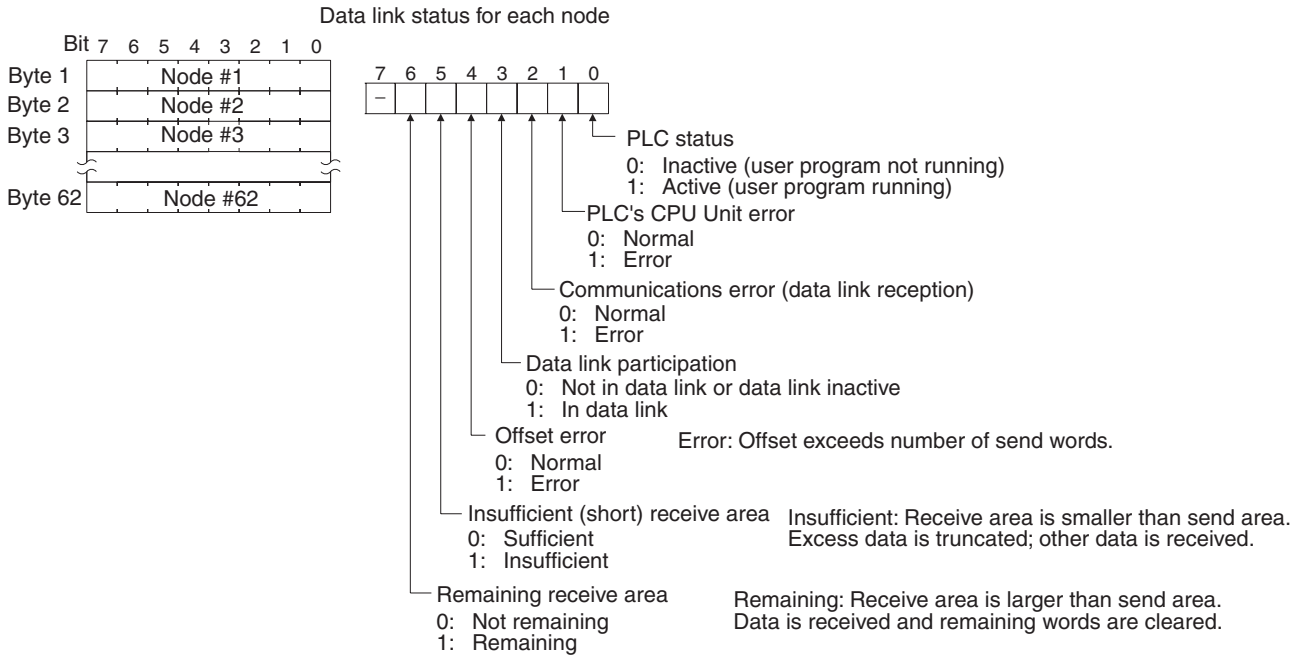 Data link status for each node
Bit 7 6 5 4 3 2 1 0
Byte 1 Node #1
Byte 2 Node #2
Byte 3 Node #3
Byte 62 Node #62
7 6 5 4 3 2 1 0
–
PLC status
0: Inactive (user program not running)
1: Active (user program running)
PLC's CPU Unit error
0: Normal
1: Error
Communications error (data link reception)
0: Normal
1: Error
Data link participation
0: Not in data link or data link inactive
1: In data link
Offset error Error: Offset exceeds number of send words.
0: Normal
1: Error
Insufficient (short) receive area Insufficient: Receive area is smaller than send area.
0: Sufficient Excess data is truncated; other data is received.
1: Insufficient
Remaining receive area Remaining: Receive area is larger than send area.
0: Not remaining Data is received and remaining words are cleared.
1: Remaining